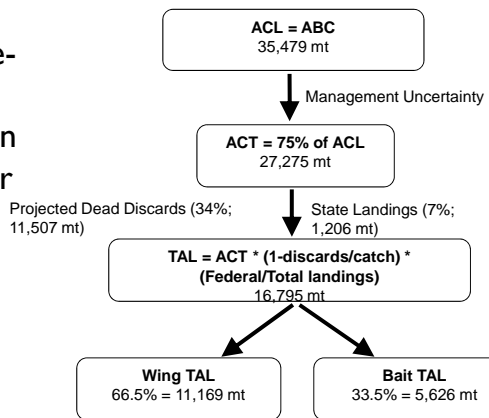 e-
n
r
ACL = ABC
35,479 mt
Management Uncertainty
ACT = 75% of ACL
27,275 mt
Projected Dead Discards (34%;
11,507 mt)
State Landings (7%;
1,206 mt)
TAL = ACT * (1-discards/catch) *
(Federal/Total landings)
16,795 mt
Wing TAL
66.5% = 11,169 mt
Bait TAL
33.5% = 5,626 mt